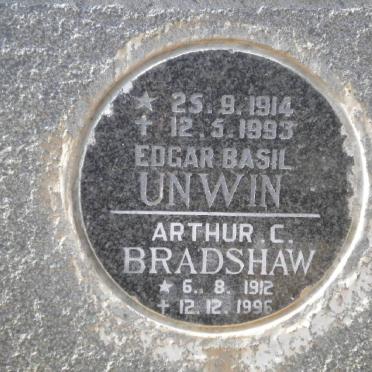 ★ 25.9.1914
✝ 12.5.1993
EDGAR BASIL
UNWIN
ARTHUR C.
BRADSHAW
★ 6. 8. 1912
✝ 12. 12. 1996